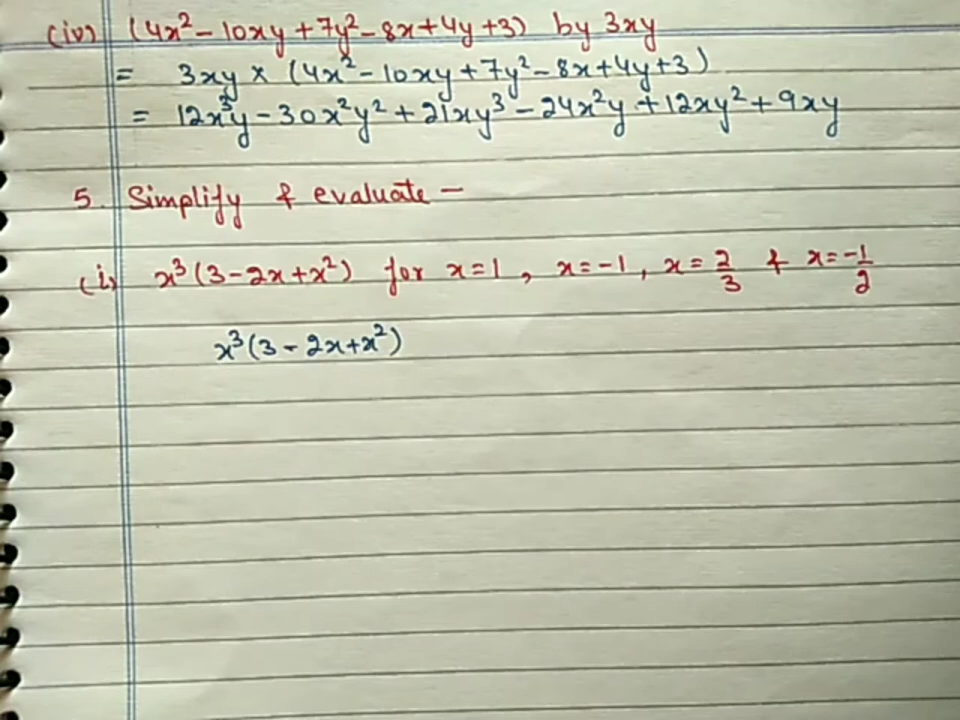 (iv) (4x² - 10xy + 7y² - 8x + 4y + 3) by 3xy
= 3xy × (4x² - 10xy + 7y² - 8x + 4y + 3)
= 12x³y - 30x²y² + 21xy³ - 24x²y + 12xy² + 9xy
5. Simplify & evaluate –
(i) x³(3 - 2x + x²) for x = 1, x = -1, x = 2/3 & x = -1/2
x³(3 - 2x + x²)